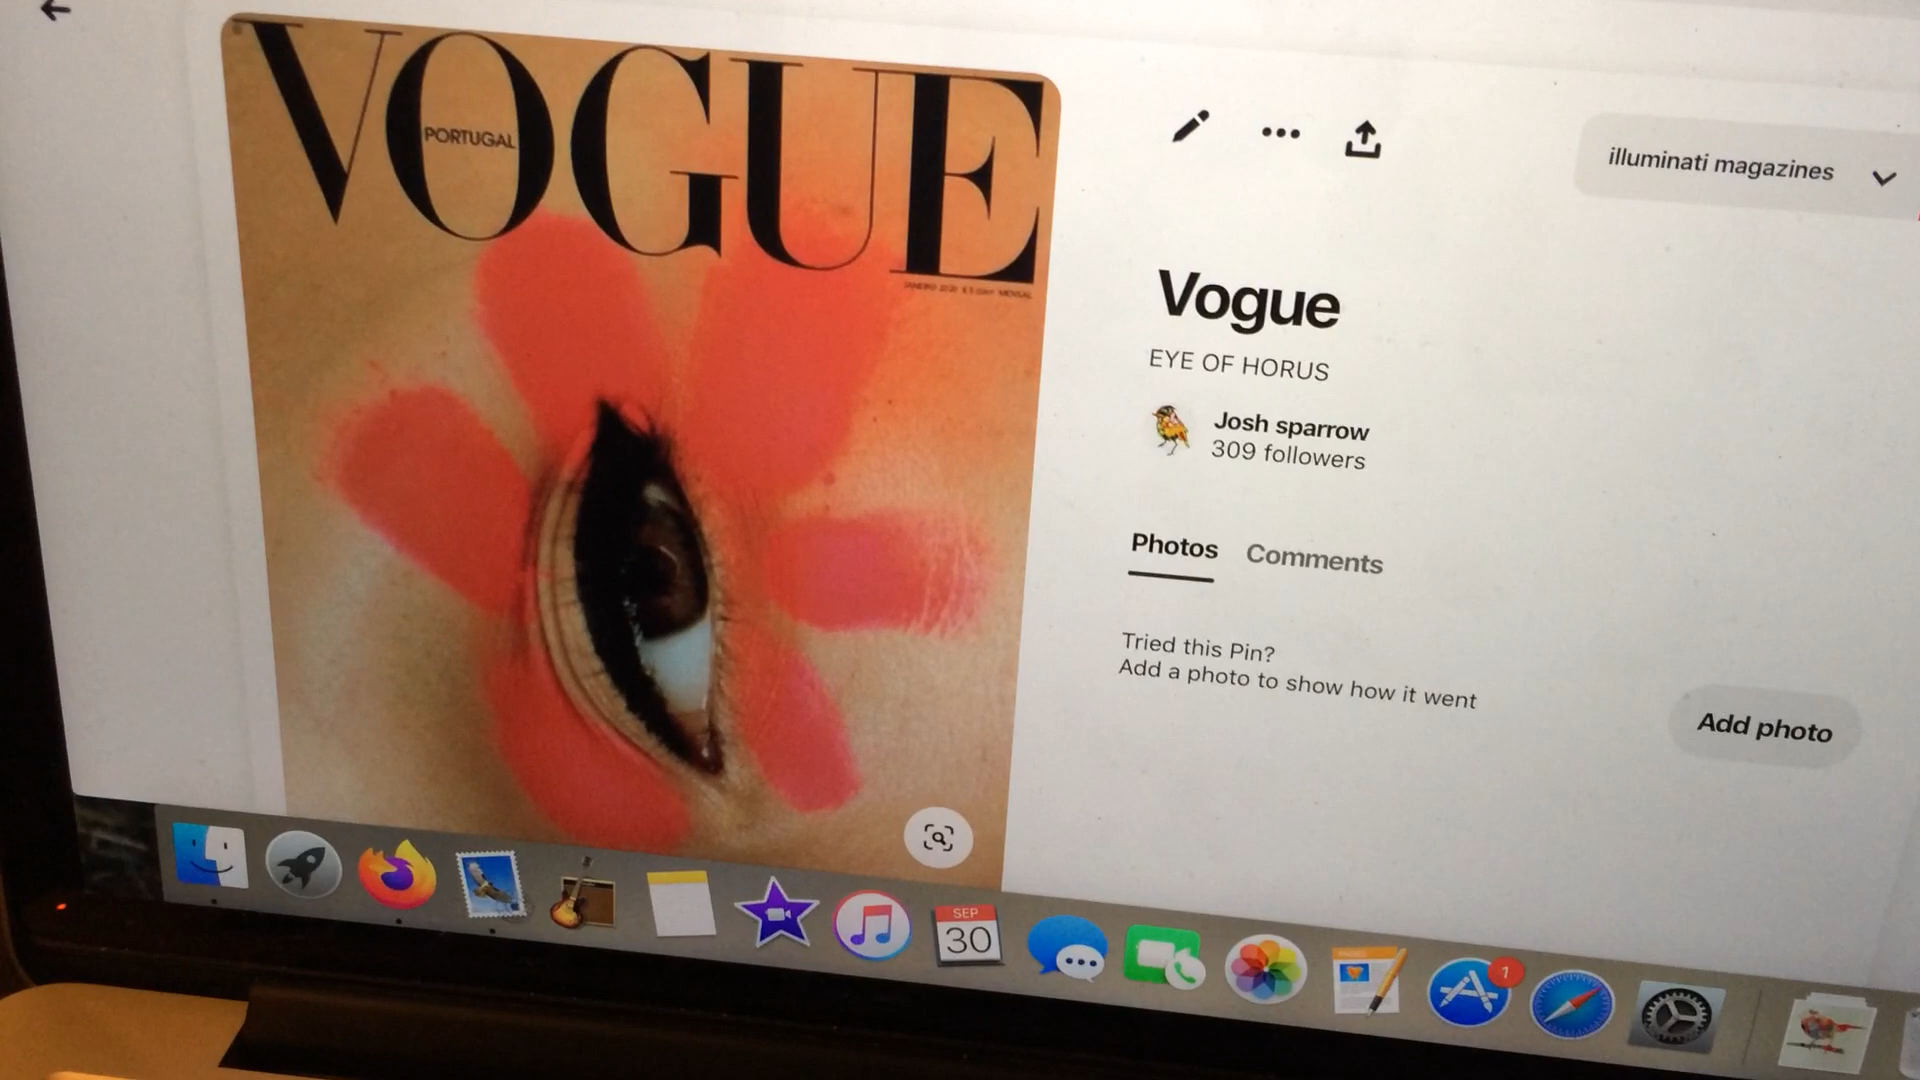 VOGUE
PORTUGAL
illuminati magazines
Vogue
EYE OF HORUS
Josh sparrow
309 followers
Photos Comments
Tried this Pin?
Add a photo to show how it went
Add photo
SEP
30
1